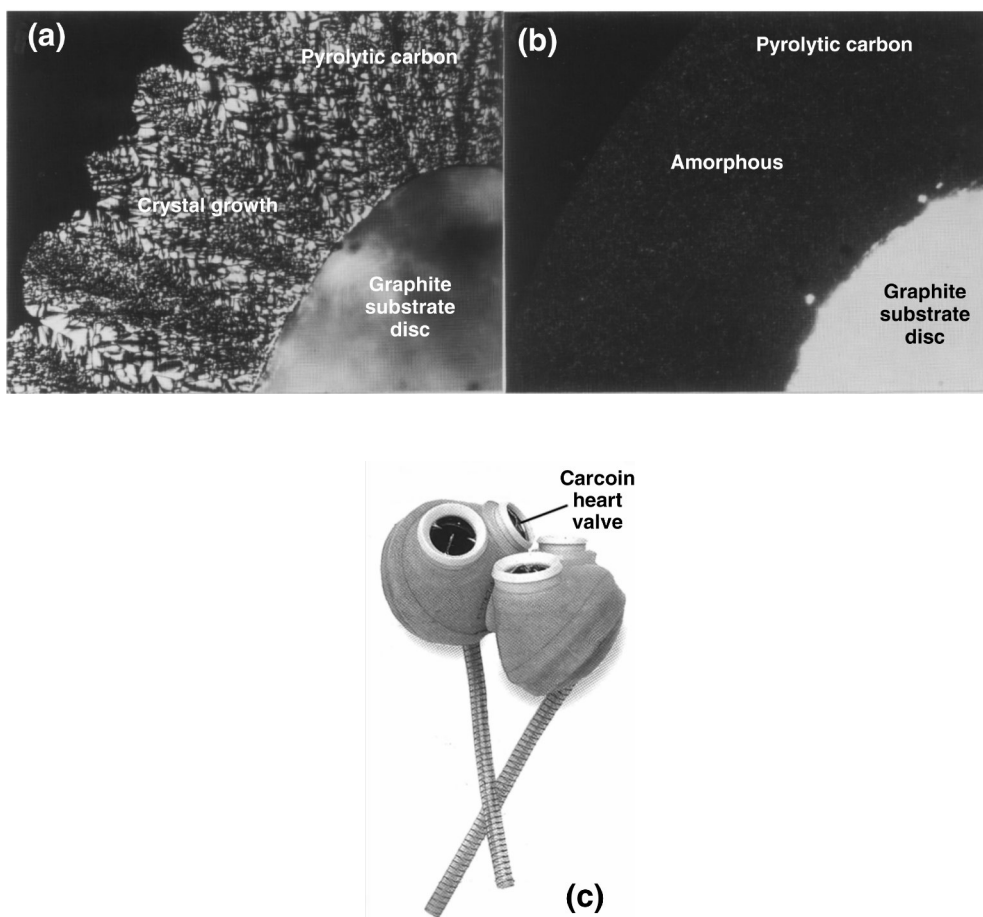 (a)
Pyrolytic carbon
Crystal growth
Graphite
substrate
disc
(b)
Pyrolytic carbon
Amorphous
Graphite
substrate
disc
Carcoin
heart
valve
(c)